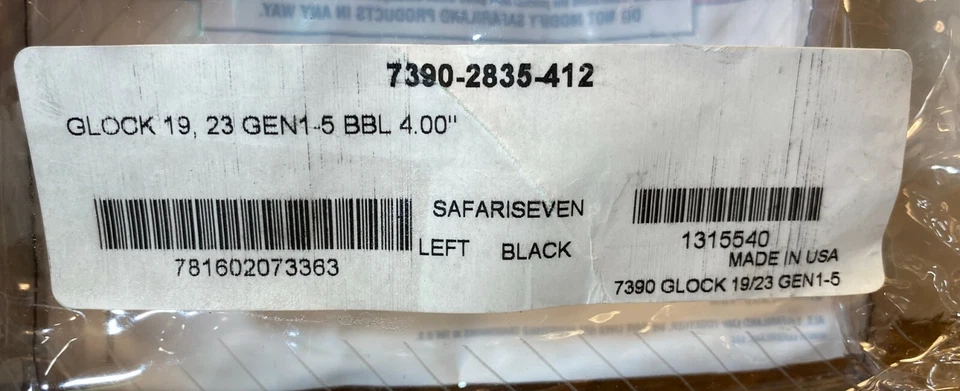 DO NOT MODIFY SAFARILAND PRODUCTS IN ANY WAY.
7390-2835-412
GLOCK 19, 23 GEN1-5 BBL 4.00"
SAFARISEVEN
LEFT BLACK
781602073363
1315540
MADE IN USA
7390 GLOCK 19/23 GEN1-5